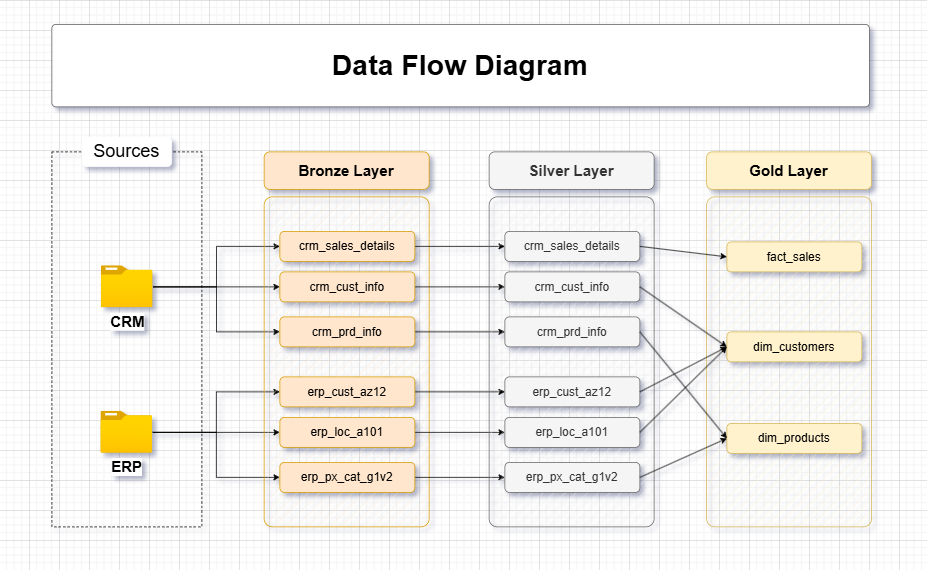 Data Flow Diagram
Sources
CRM
ERP
Bronze Layer
crm_sales_details
crm_cust_info
crm_prd_info
erp_cust_az12
erp_loc_a101
erp_px_cat_g1v2
Silver Layer
crm_sales_details
crm_cust_info
crm_prd_info
erp_cust_az12
erp_loc_a101
erp_px_cat_g1v2
Gold Layer
fact_sales
dim_customers
dim_products